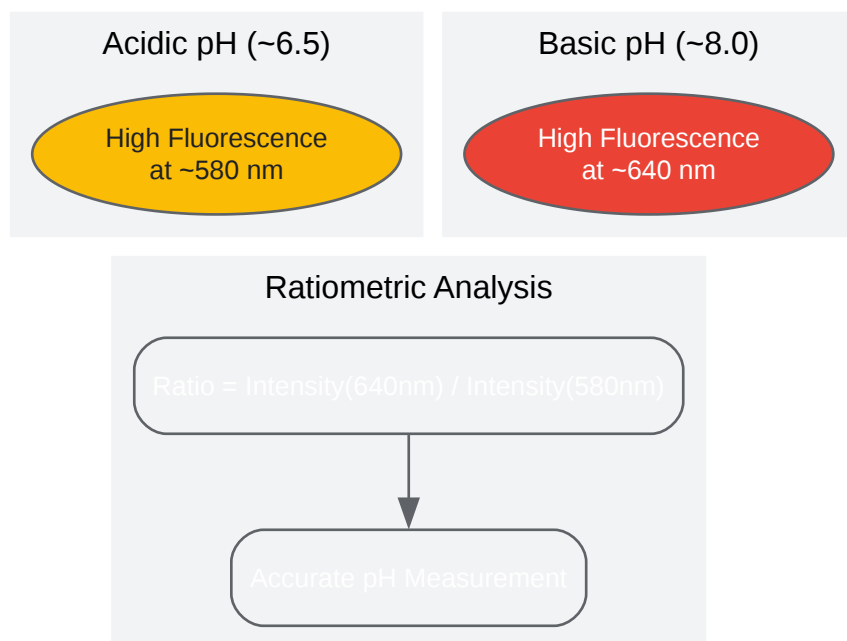 Acidic pH (~6.5)
High Fluorescence
at ~580 nm
Basic pH (~8.0)
High Fluorescence
at ~640 nm
Ratiometric Analysis
Ratio = Intensity(640nm) / Intensity(580nm)
Accurate pH Measurement